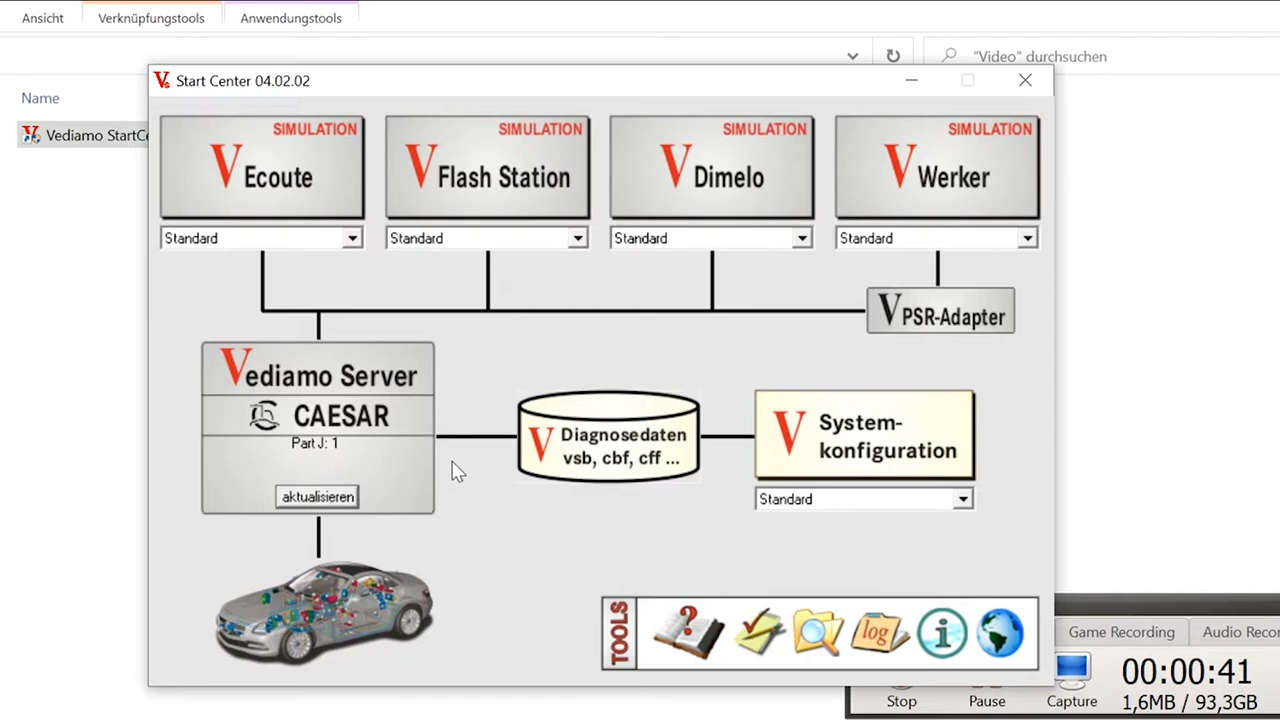 Ansicht
Verknüpfungstools
Anwendungstools
"Video" durchsuchen
Name
Vediamo StartCe
Start Center 04.02.02
SIMULATION
Ecoute
Standard
SIMULATION
Flash Station
Standard
SIMULATION
Dimelo
Standard
SIMULATION
Werker
Standard
V PSR-Adapter
Vediamo Server
CAESAR
Part J: 1
aktualisieren
V Diagnosedaten
vsb, cbf, cff ...
V System-
konfiguration
Standard
TOOLS
?
log
i
Game Recording
Audio Reco
00:00:41
Stop
Pause
Capture
1,6MB / 93,3GB